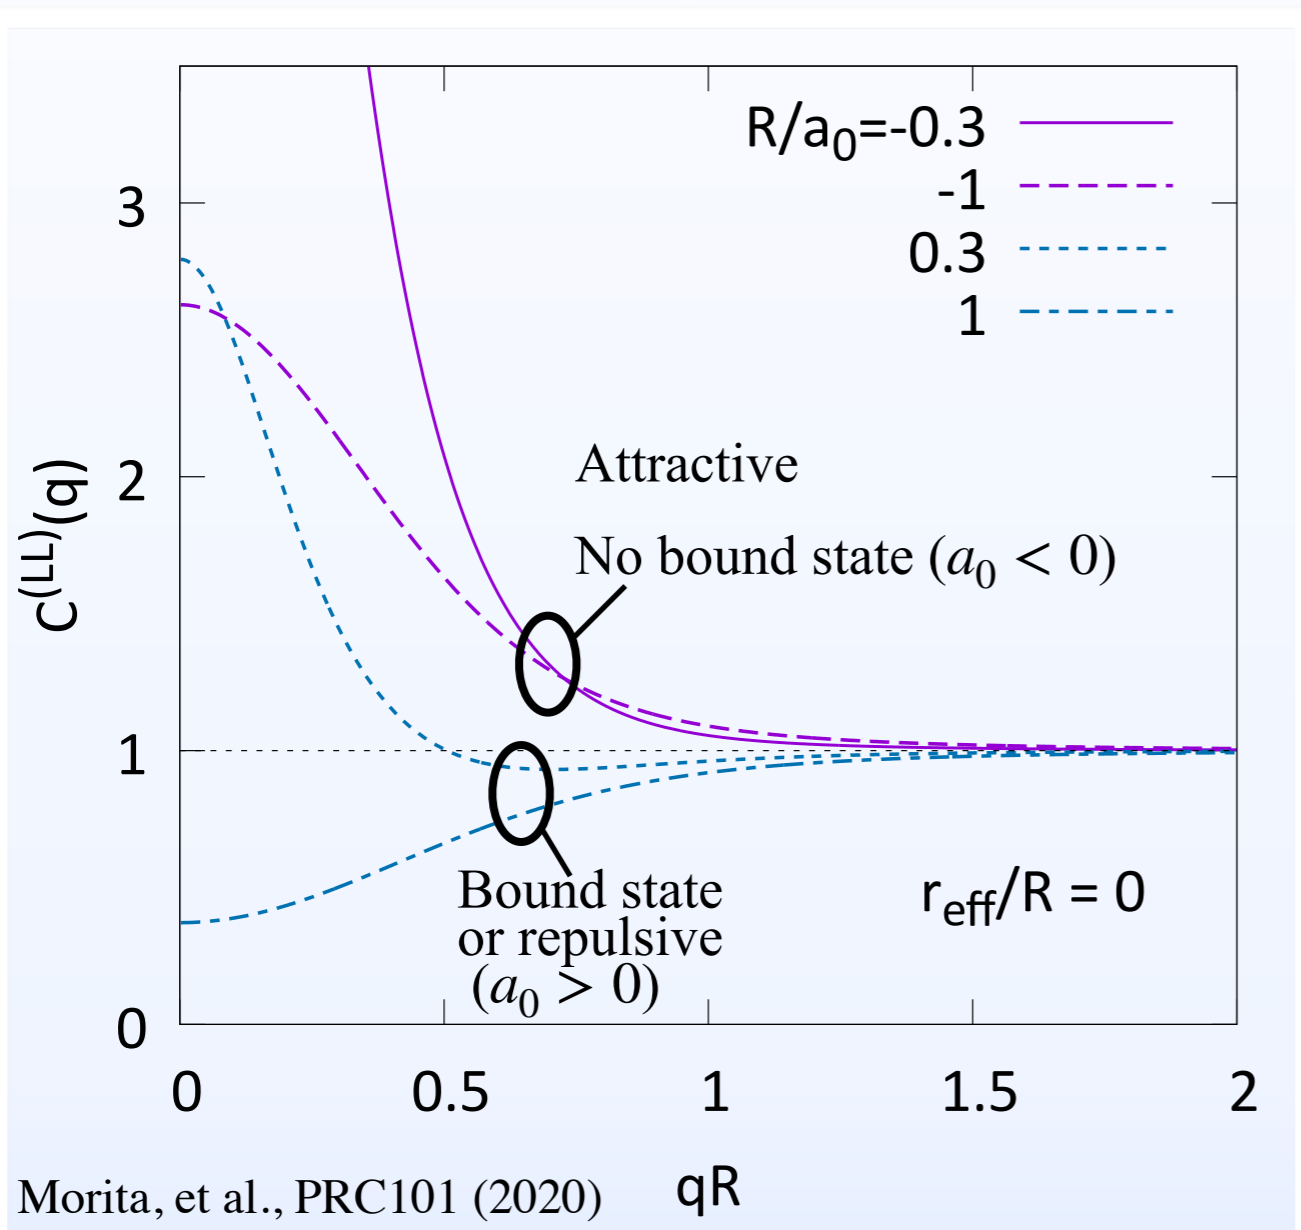 R/a₀=-0.3
-1
0.3
1
3
2
1
0
C⁽ᴸᴸ⁾(q)
Attractive
No bound state (a₀ < 0)
Bound state
or repulsive
(a₀ > 0)
r_eff/R = 0
0 0.5 1 1.5 2
qR
Morita, et al., PRC101 (2020)